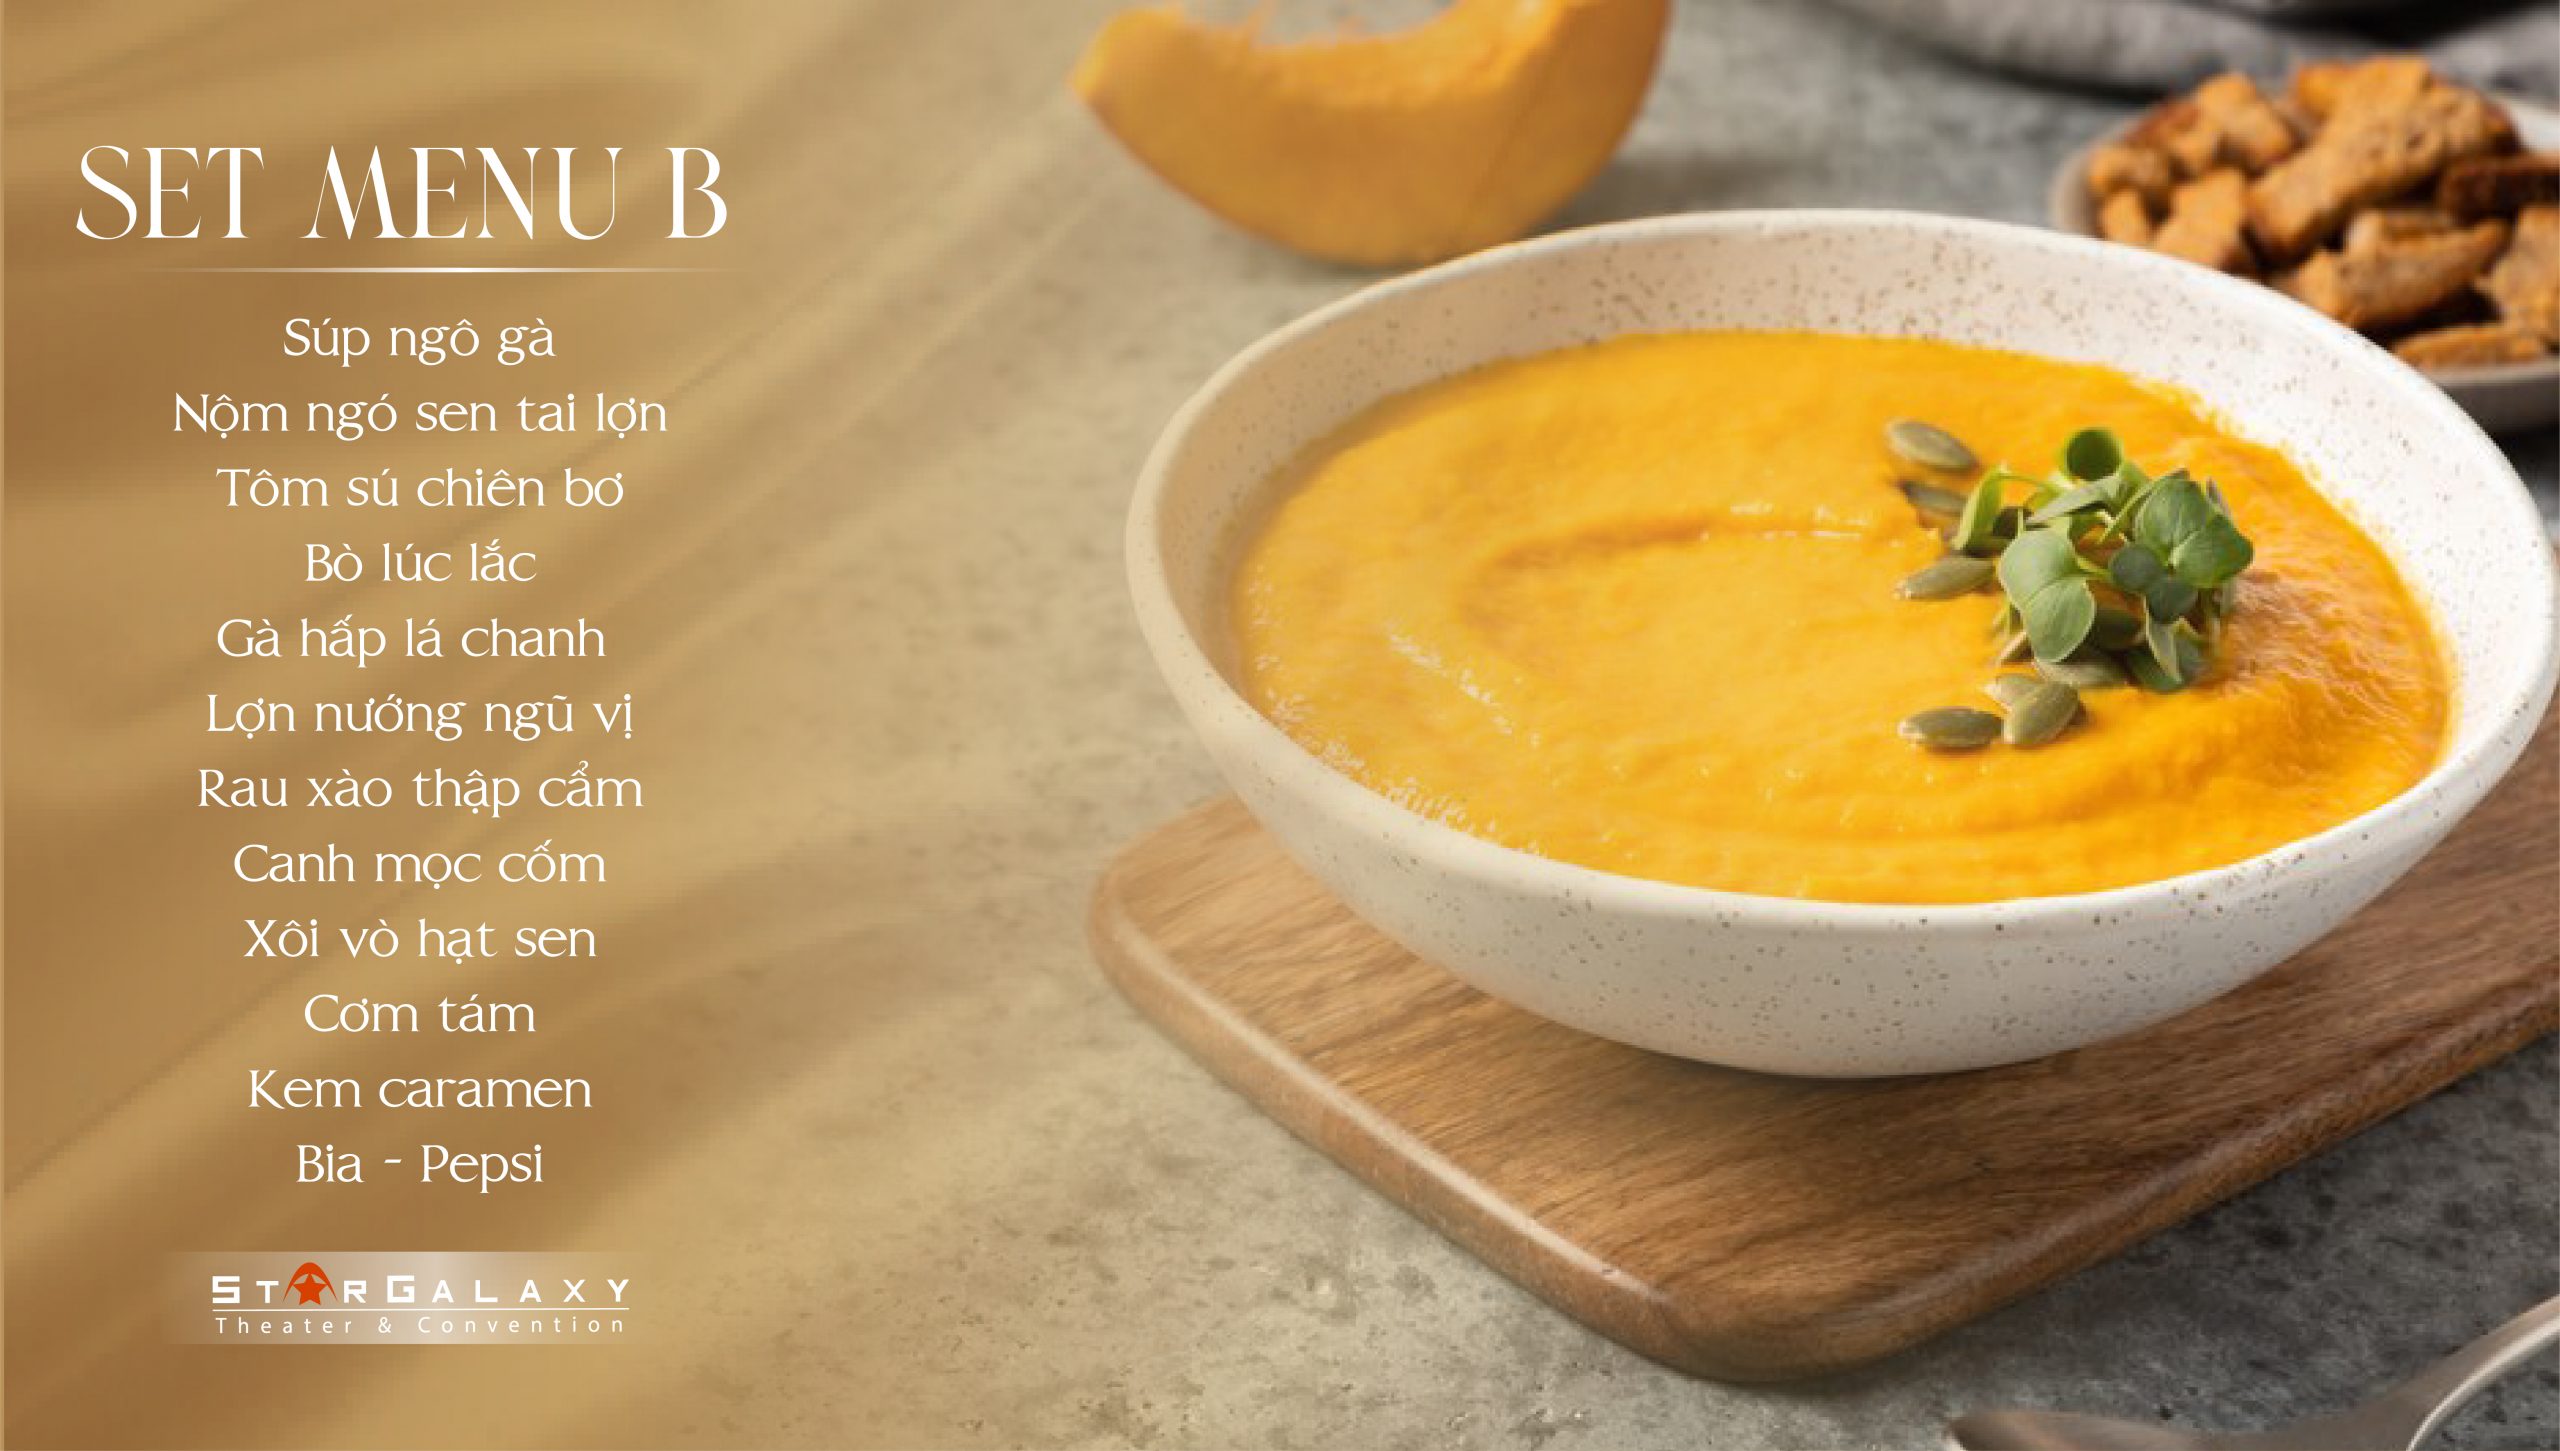 SET MENU B
Súp ngô gà
Nộm ngó sen tai lợn
Tôm sú chiên bơ
Bò lúc lắc
Gà hấp lá chanh
Lợn nướng ngũ vị
Rau xào thập cẩm
Canh mọc cốm
Xôi vò hạt sen
Cơm tám
Kem caramen
Bia - Pepsi
STARGALAXY
Theater & Convention